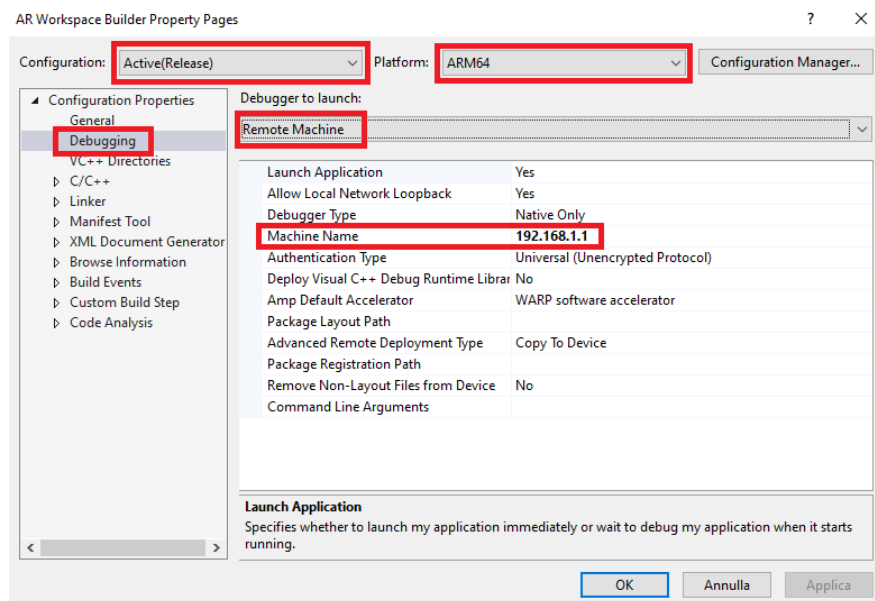 AR Workspace Builder Property Pages
?
Configuration: Active(Release) Platform: ARM64 Configuration Manager...
Configuration Properties
General
Debugging
VC++ Directories
C/C++
Linker
Manifest Tool
XML Document Generator
Browse Information
Build Events
Custom Build Step
Code Analysis
Debugger to launch:
Remote Machine
Launch Application Yes
Allow Local Network Loopback Yes
Debugger Type Native Only
Machine Name 192.168.1.1
Authentication Type Universal (Unencrypted Protocol)
Deploy Visual C++ Debug Runtime Librar No
Amp Default Accelerator WARP software accelerator
Package Layout Path
Advanced Remote Deployment Type Copy To Device
Package Registration Path
Remove Non-Layout Files from Device No
Command Line Arguments
Launch Application
Specifies whether to launch my application immediately or wait to debug my application when it starts
running.
OK Annulla Applica